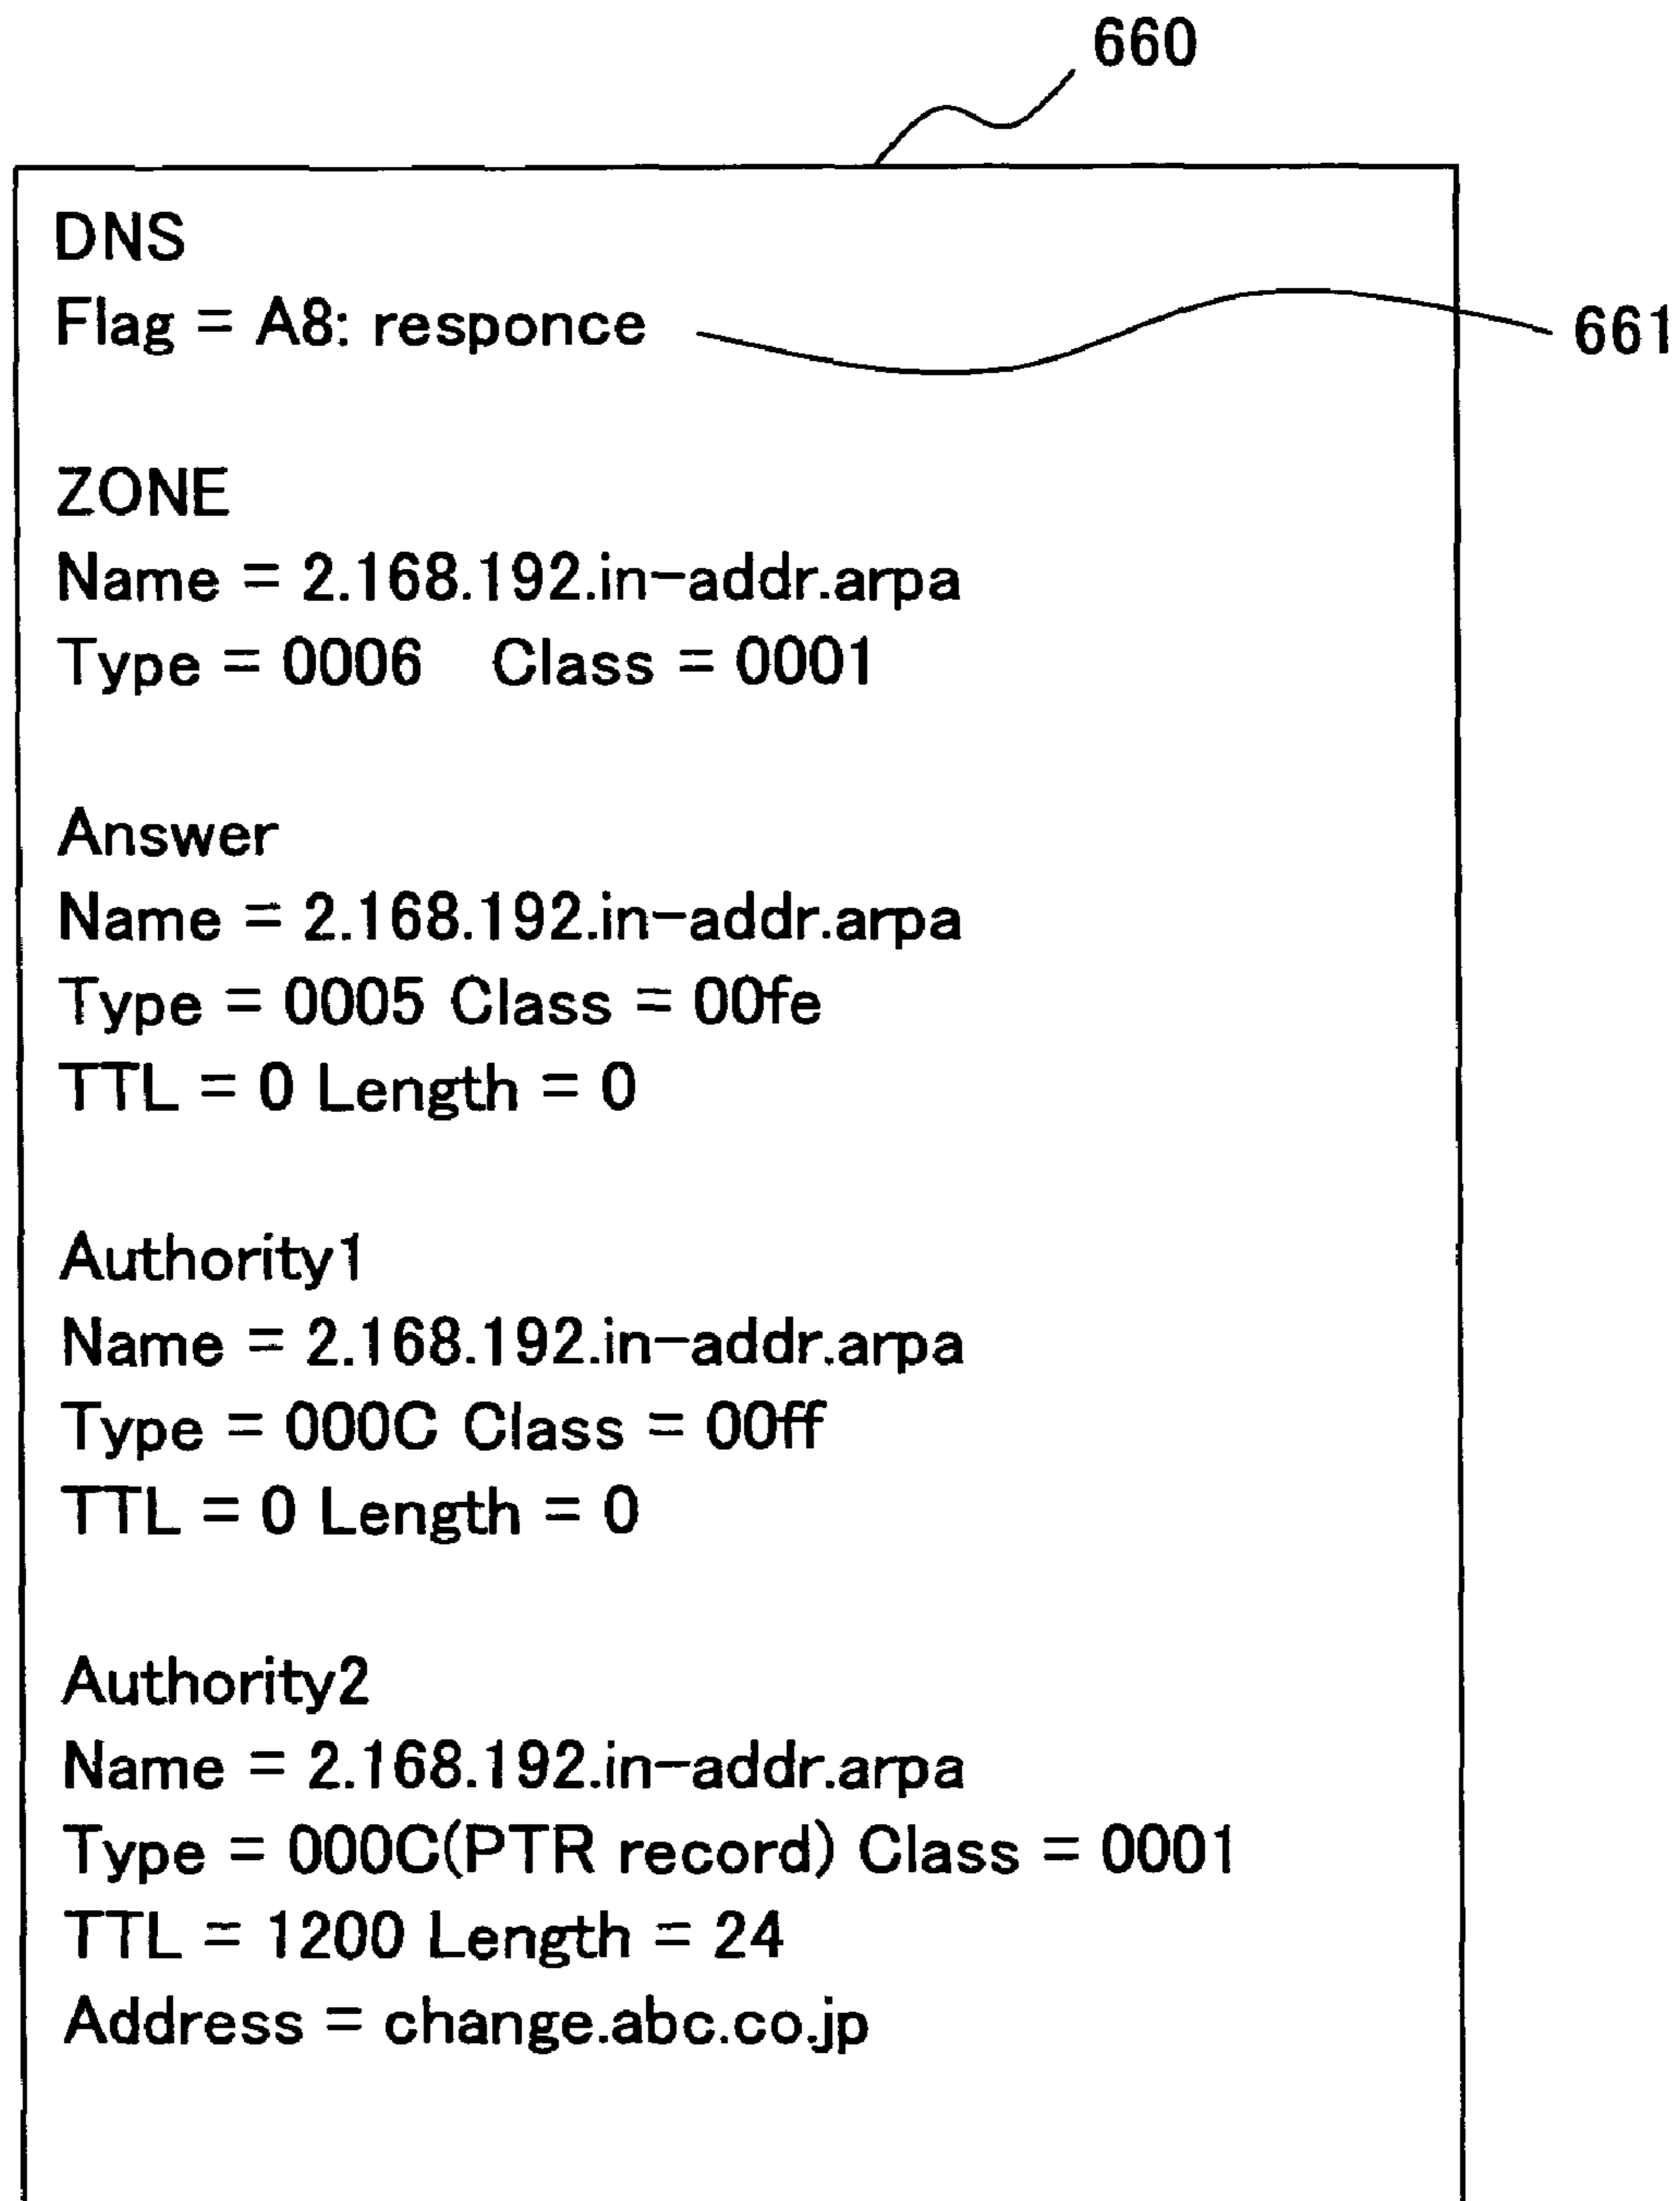 660
DNS
Flag = A8: responce
661
ZONE
Name = 2.168.192.in-addr.arpa
Type = 0006 Class = 0001
Answer
Name = 2.168.192.in-addr.arpa
Type = 0005 Class = 00fe
TTL = 0 Length = 0
Authority1
Name = 2.168.192.in-addr.arpa
Type = 000C Class = 00ff
TTL = 0 Length = 0
Authority2
Name = 2.168.192.in-addr.arpa
Type = 000C(PTR record) Class = 0001
TTL = 1200 Length = 24
Address = change.abc.co.jp